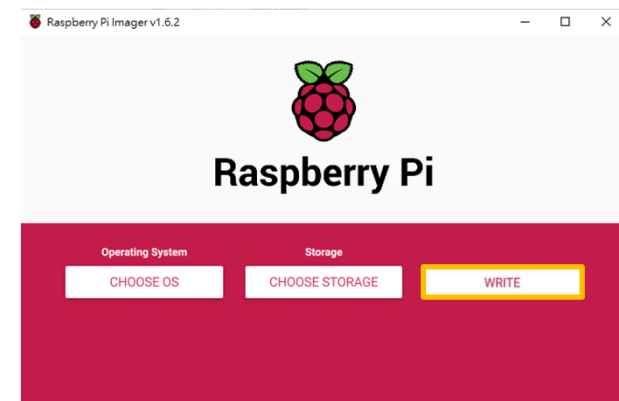 Raspberry Pi Imager v1.6.2
Raspberry Pi
Operating System
Storage
CHOOSE OS
CHOOSE STORAGE
WRITE